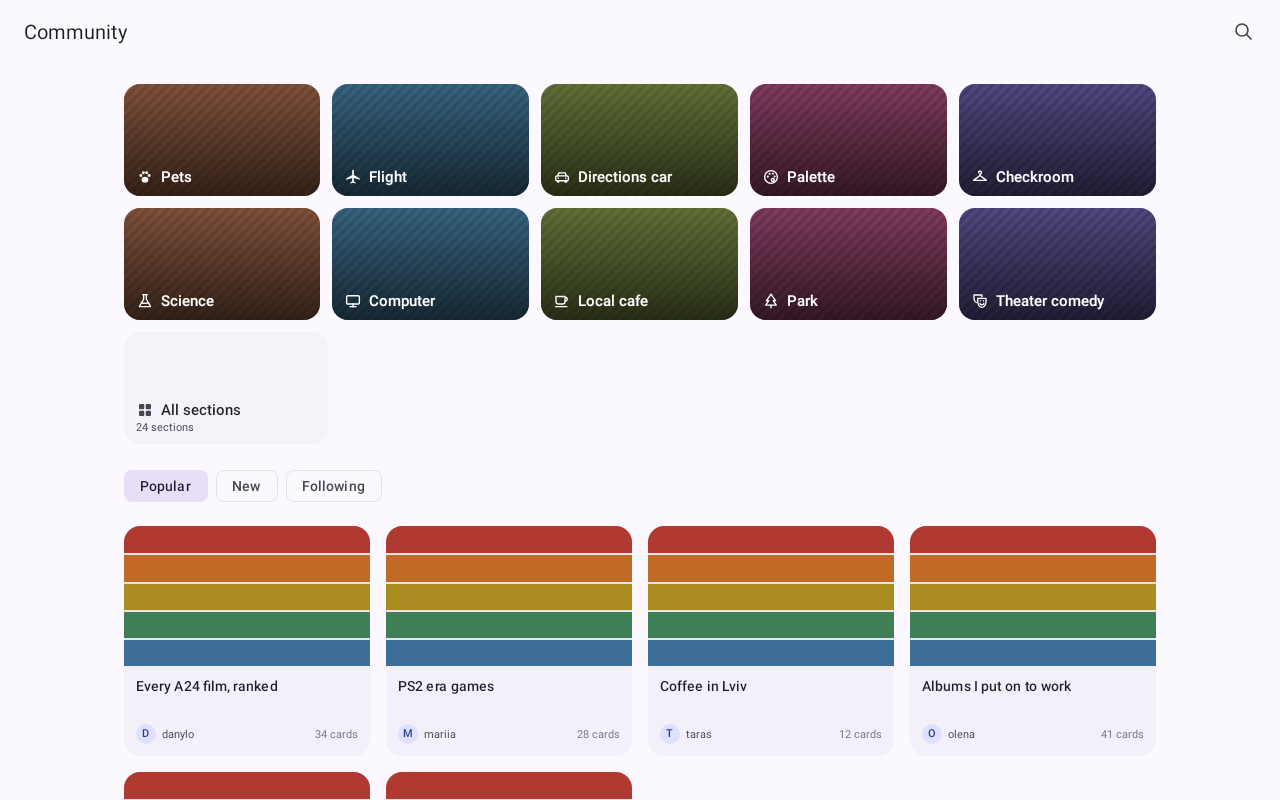 Community
Pets
Flight
Directions car
Palette
Checkroom
Science
Computer
Local cafe
Park
Theater comedy
All sections
24 sections
Popular
New
Following
Every A24 film, ranked
D danylo 34 cards
PS2 era games
M mariia 28 cards
Coffee in Lviv
T taras 12 cards
Albums I put on to work
O olena 41 cards